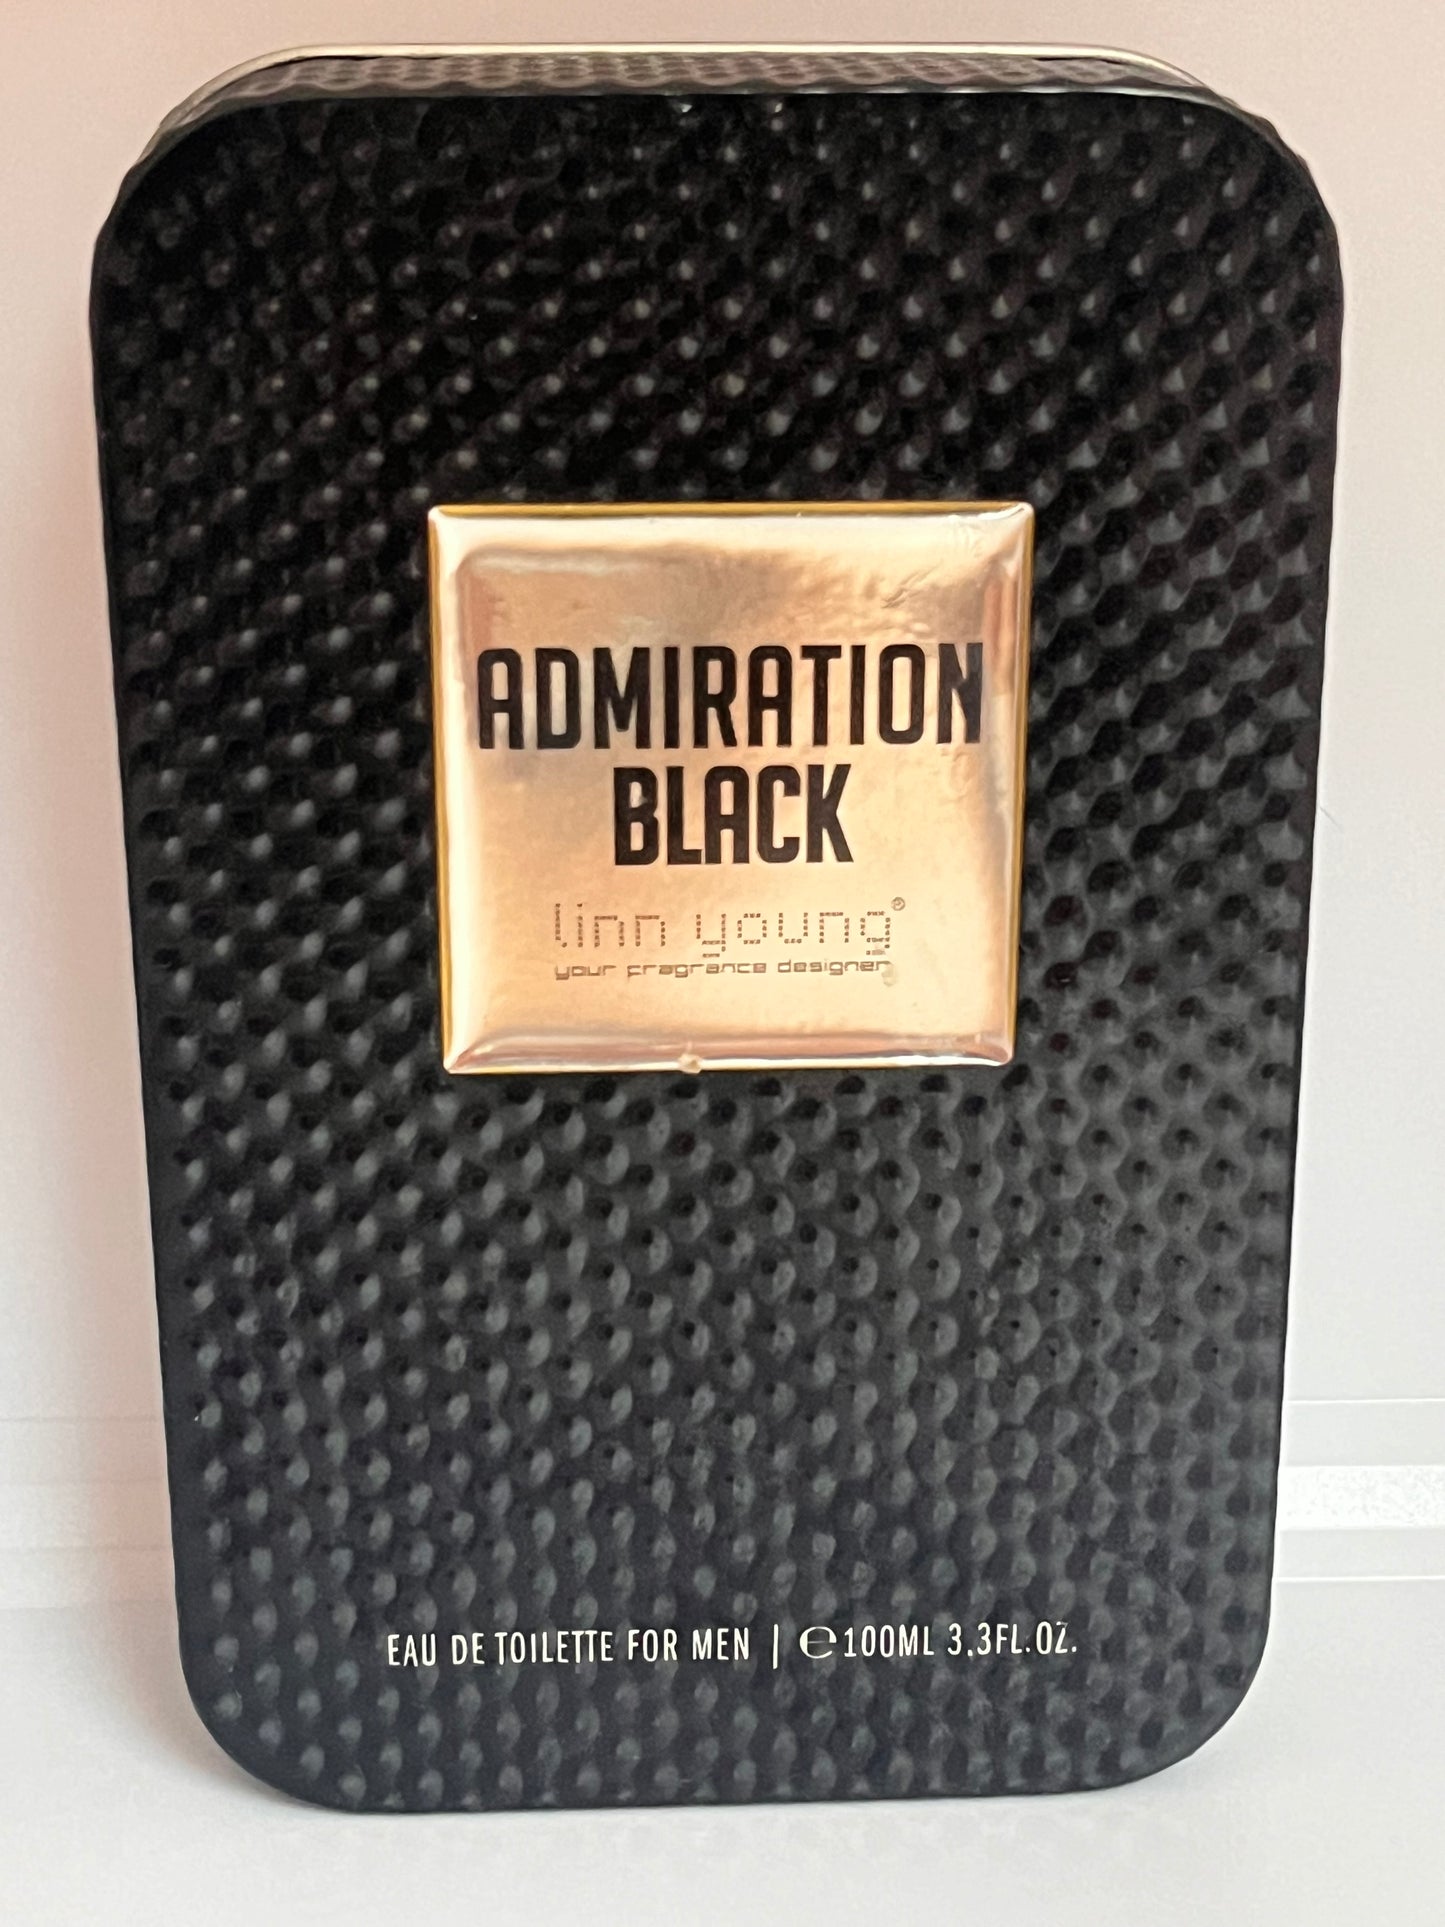 ADMIRATION
BLACK
linn young®
your fragrance designer
EAU DE TOILETTE FOR MEN | ℮100ML 3.3FL.OZ.